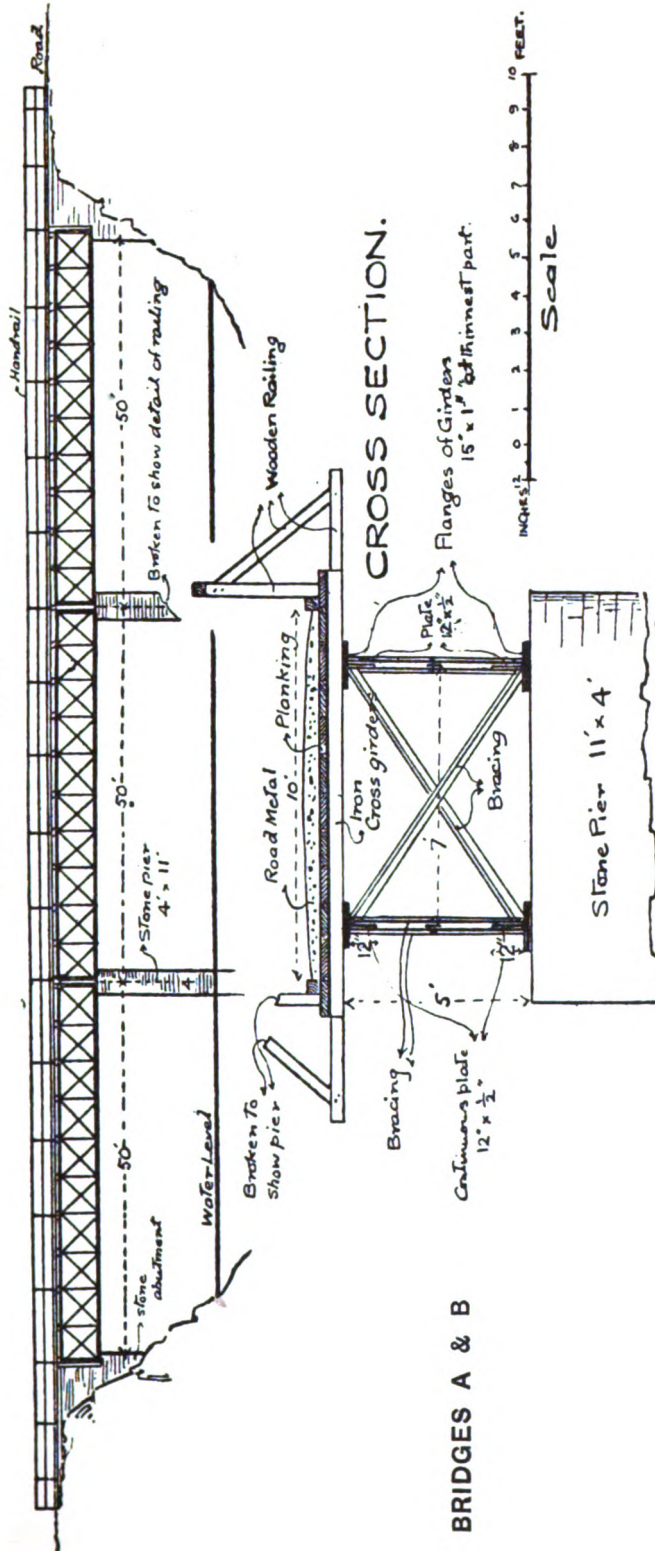 Road
Handrail
50'
50'
50'
Stone abutment
Stone pier
4' × 11'
4
Broken to show detail of railing
Water Level
Wooden Railing
Road Metal
10'
Planking
Broken To
show pier
Iron
Cross girders
CROSS SECTION.
Flanges of Girders
15" × 1" at thinnest part.
Plate
12" × ½"
Bracing
7'
5'
Bracing
Continuous plate
12" × ½"
Stone Pier 11' × 4'
INCHES 12 0 1 2 3 4 5 6 7 8 9 10 FEET.
Scale
BRIDGES A & B